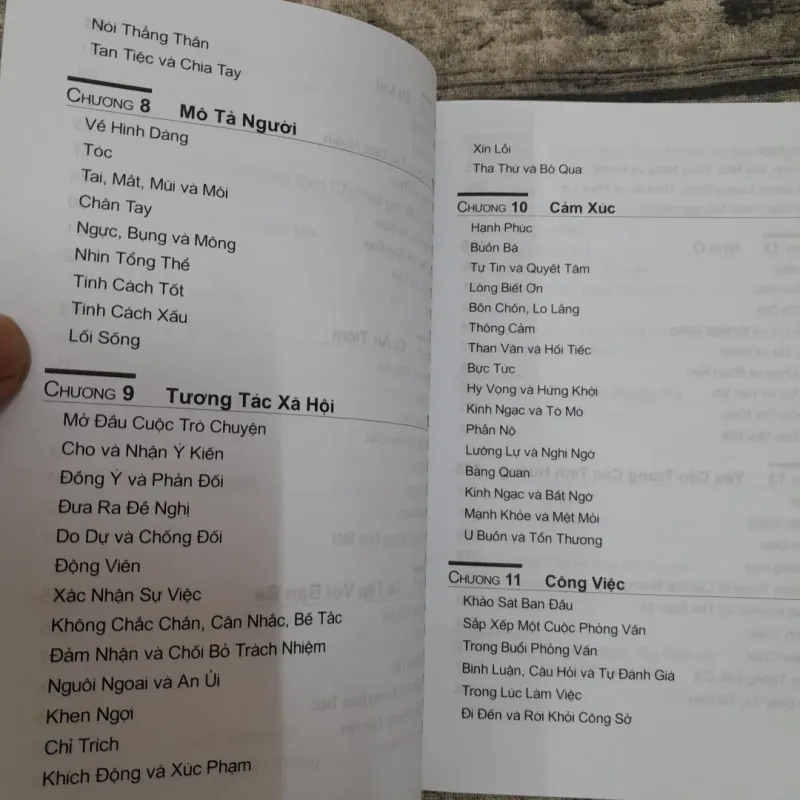 Nói Thẳng Thắn
Tan Tiệc và Chia Tay
CHƯƠNG 8 Mô Tả Người
Về Hình Dáng
Tóc
Tai, Mắt, Mũi và Môi
Chân Tay
Ngực, Bụng và Mông
Nhìn Tổng Thể
Tính Cách Tốt
Tính Cách Xấu
Lối Sống
CHƯƠNG 9 Tương Tác Xã Hội
Mở Đầu Cuộc Trò Chuyện
Cho và Nhận Ý Kiến
Đồng Ý và Phản Đối
Đưa Ra Đề Nghị
Do Dự và Chống Đối
Động Viên
Xác Nhận Sự Việc
Không Chắc Chắn, Cân Nhắc, Bế Tắc
Đảm Nhận và Chối Bỏ Trách Nhiệm
Nguôi Ngoai và An Ủi
Khen Ngợi
Chỉ Trích
Khích Động và Xúc Phạm
Xin Lỗi
Tha Thứ và Bỏ Qua
CHƯƠNG 10 Cảm Xúc
Hạnh Phúc
Buồn Bã
Tự Tin và Quyết Tâm
Lòng Biết Ơn
Bồn Chồn, Lo Lắng
Thông Cảm
Than Vãn và Hối Tiếc
Bực Tức
Hy Vọng và Hứng Khởi
Kinh Ngạc và Tò Mò
Phẫn Nộ
Lưỡng Lự và Nghi Ngờ
Bàng Quan
Kinh Ngạc và Bất Ngờ
Mạnh Khỏe và Mệt Mỏi
U Buồn và Tổn Thương
CHƯƠNG 11 Công Việc
Khảo Sát Ban Đầu
Sắp Xếp Một Cuộc Phỏng Vấn
Trong Buổi Phỏng Vấn
Bình Luận, Câu Hỏi và Tự Đánh Giá
Trong Lúc Làm Việc
Đi Đến và Rời Khỏi Công Sở